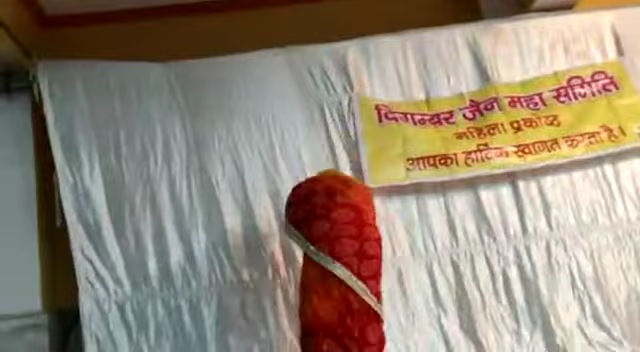 दिगम्बर जैन महा समिति
महिला प्रकोष्ठ
आपका हार्दिक स्वागत करता है।